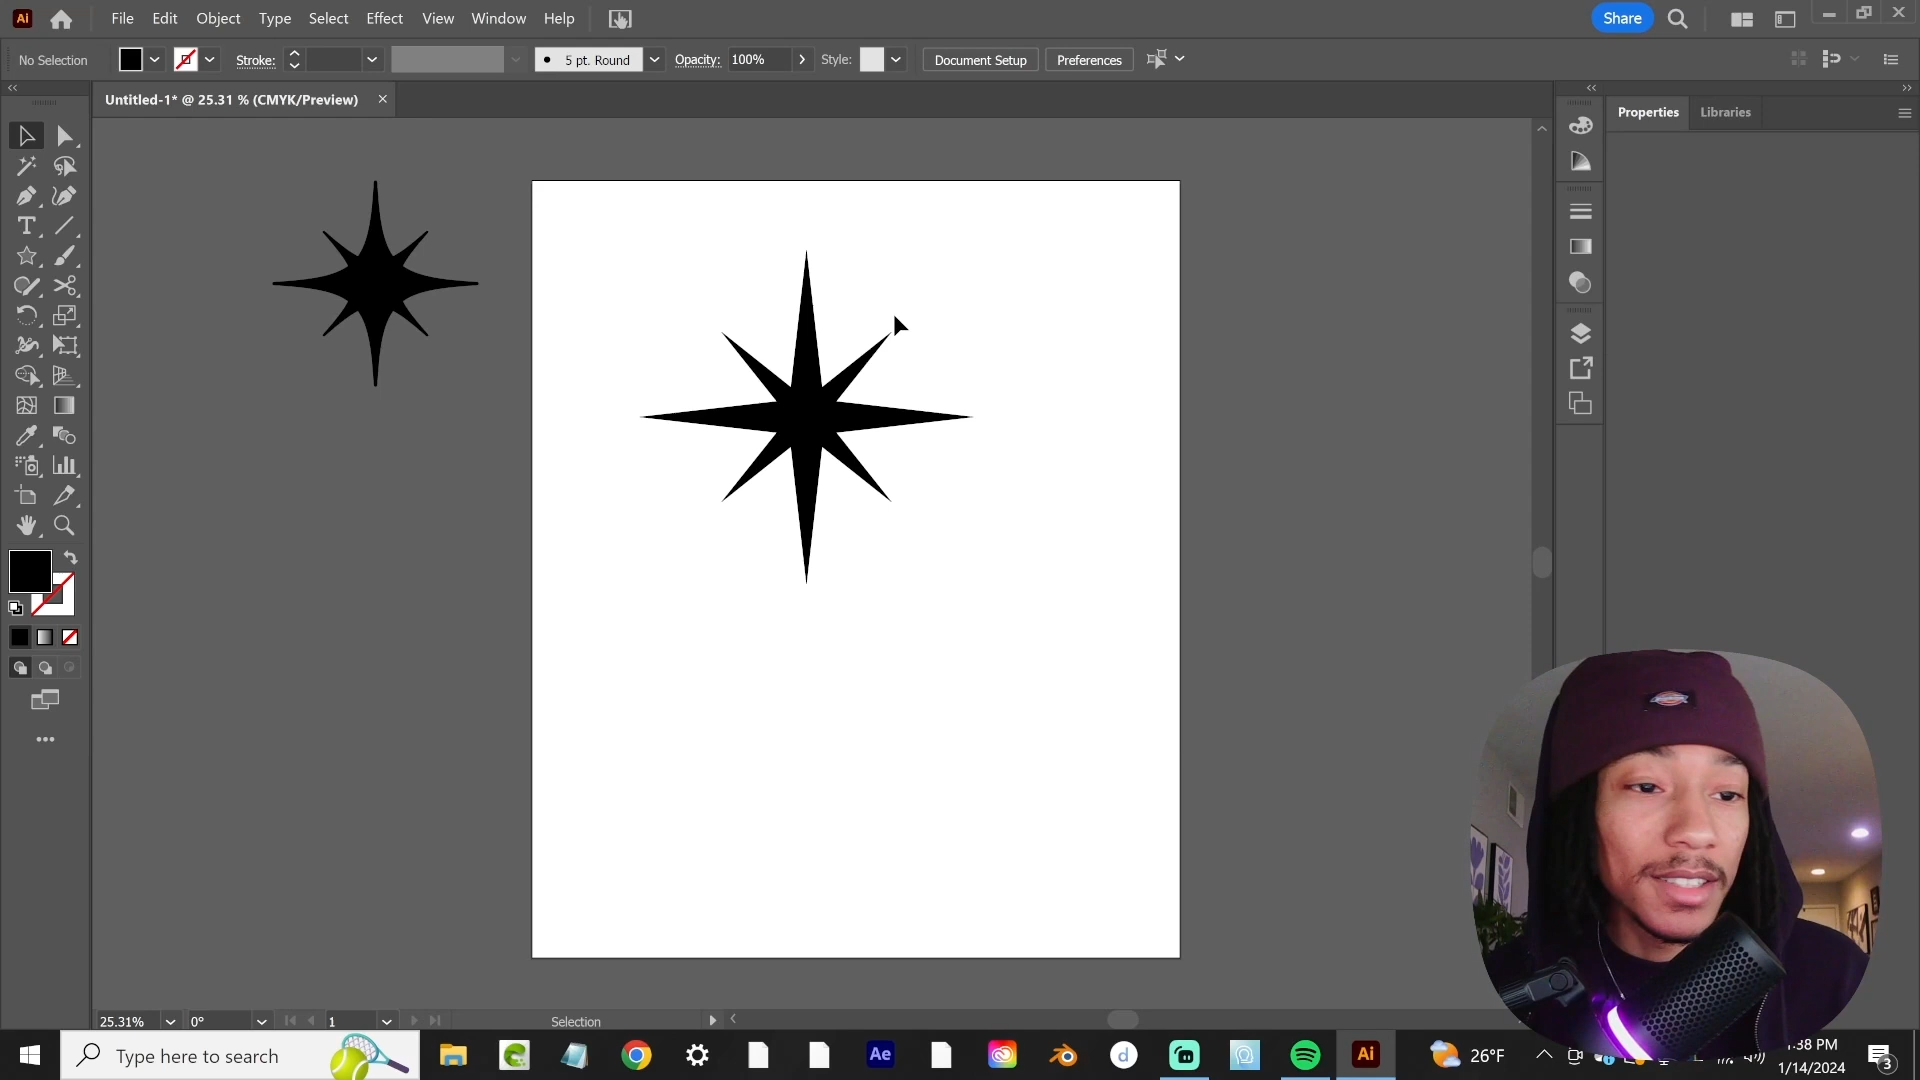 Ai File Edit Object Type Select Effect View Window Help Share
No Selection Stroke: 5 pt. Round Opacity: 100% Style: Document Setup Preferences
Untitled-1* @ 25.31 % (CMYK/Preview)
Properties Libraries
25.31% 0° 1 Selection
Type here to search
Ae
d
Ai
26°F
:38 PM
1/14/2024
3